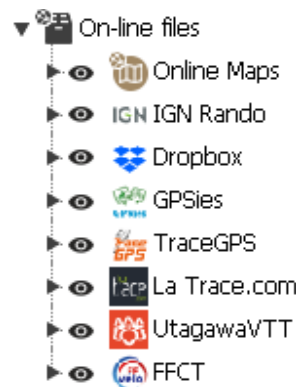 On-line files
Online Maps
IGN IGN Rando
Dropbox
GPSies
TraceGPS
La Trace.com
UtagawaVTT
FFCT